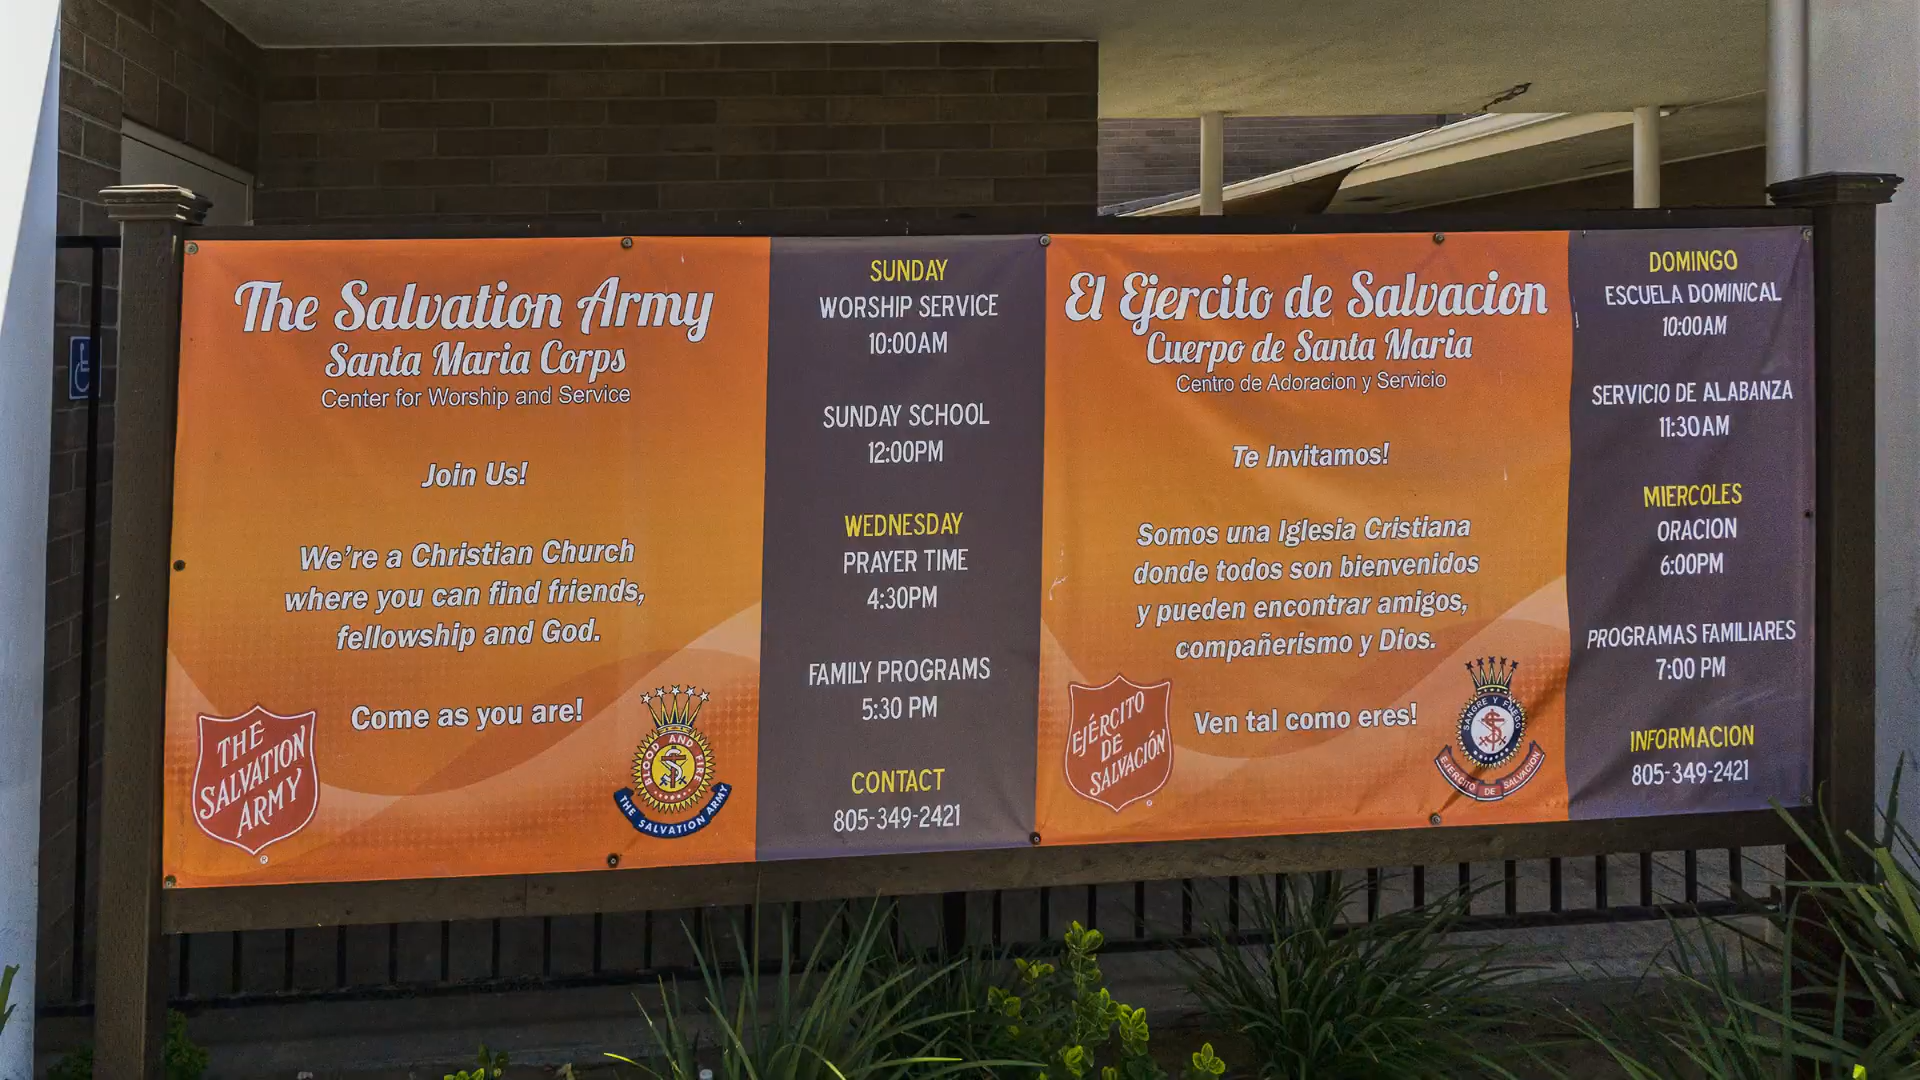 The Salvation Army
Santa Maria Corps
Center for Worship and Service
Join Us!
We're a Christian Church
where you can find friends,
fellowship and God.
Come as you are!
THE
SALVATION
ARMY
®
BLOOD AND FIRE
THE SALVATION ARMY
SUNDAY
WORSHIP SERVICE
10:00AM
SUNDAY SCHOOL
12:00PM
WEDNESDAY
PRAYER TIME
4:30PM
FAMILY PROGRAMS
5:30 PM
CONTACT
805-349-2421
El Ejercito de Salvacion
Cuerpo de Santa Maria
Centro de Adoracion y Servicio
Te Invitamos!
Somos una Iglesia Cristiana
donde todos son bienvenidos
y pueden encontrar amigos,
compañerismo y Dios.
Ven tal como eres!
EJÉRCITO
DE
SALVACIÓN
®
SANGRE Y FUEGO
EJERCITO DE SALVACION
DOMINGO
ESCUELA DOMINICAL
10:00AM
SERVICIO DE ALABANZA
11:30AM
MIERCOLES
ORACION
6:00PM
PROGRAMAS FAMILIARES
7:00 PM
INFORMACION
805-349-2421